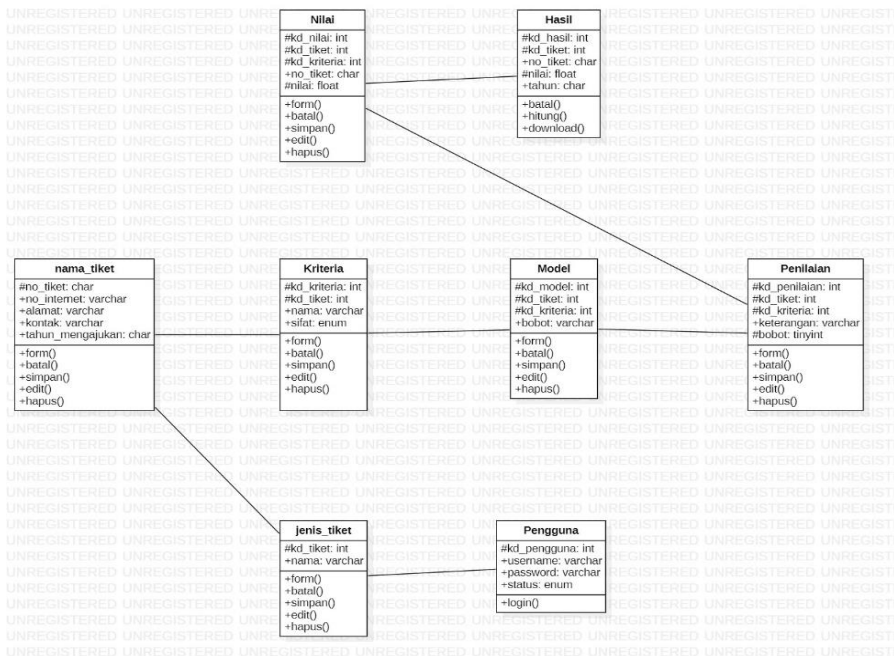 Nilai
#kd_nilai: int
#kd_tiket: int
#kd_kriteria: int
+no_tiket: char
#nilai: float
+form()
+batal()
+simpan()
+edit()
+hapus()
Hasil
#kd_hasil: int
#kd_tiket: int
+no_tiket: char
#nilai: float
+tahun: char
+batal()
+hitung()
+download()
nama_tiket
#no_tiket: char
+no_internet: varchar
+alamat: varchar
+kontak: varchar
+tahun_mengajukan: char
+form()
+batal()
+simpan()
+edit()
+hapus()
Kriteria
#kd_kriteria: int
#kd_tiket: int
+nama: varchar
+sifat: enum
+form()
+batal()
+simpan()
+edit()
+hapus()
Model
#kd_model: int
#kd_tiket: int
#kd_kriteria: int
+bobot: varchar
+form()
+batal()
+simpan()
+edit()
+hapus()
Penilaian
#kd_penilaian: int
#kd_tiket: int
#kd_kriteria: int
+keterangan: varchar
#bobot: tinyint
+form()
+batal()
+simpan()
+edit()
+hapus()
jenis_tiket
#kd_tiket: int
+nama: varchar
+form()
+batal()
+simpan()
+edit()
+hapus()
Pengguna
#kd_pengguna: int
+username: varchar
+password: varchar
+status: enum
+login()
UNREGISTERED